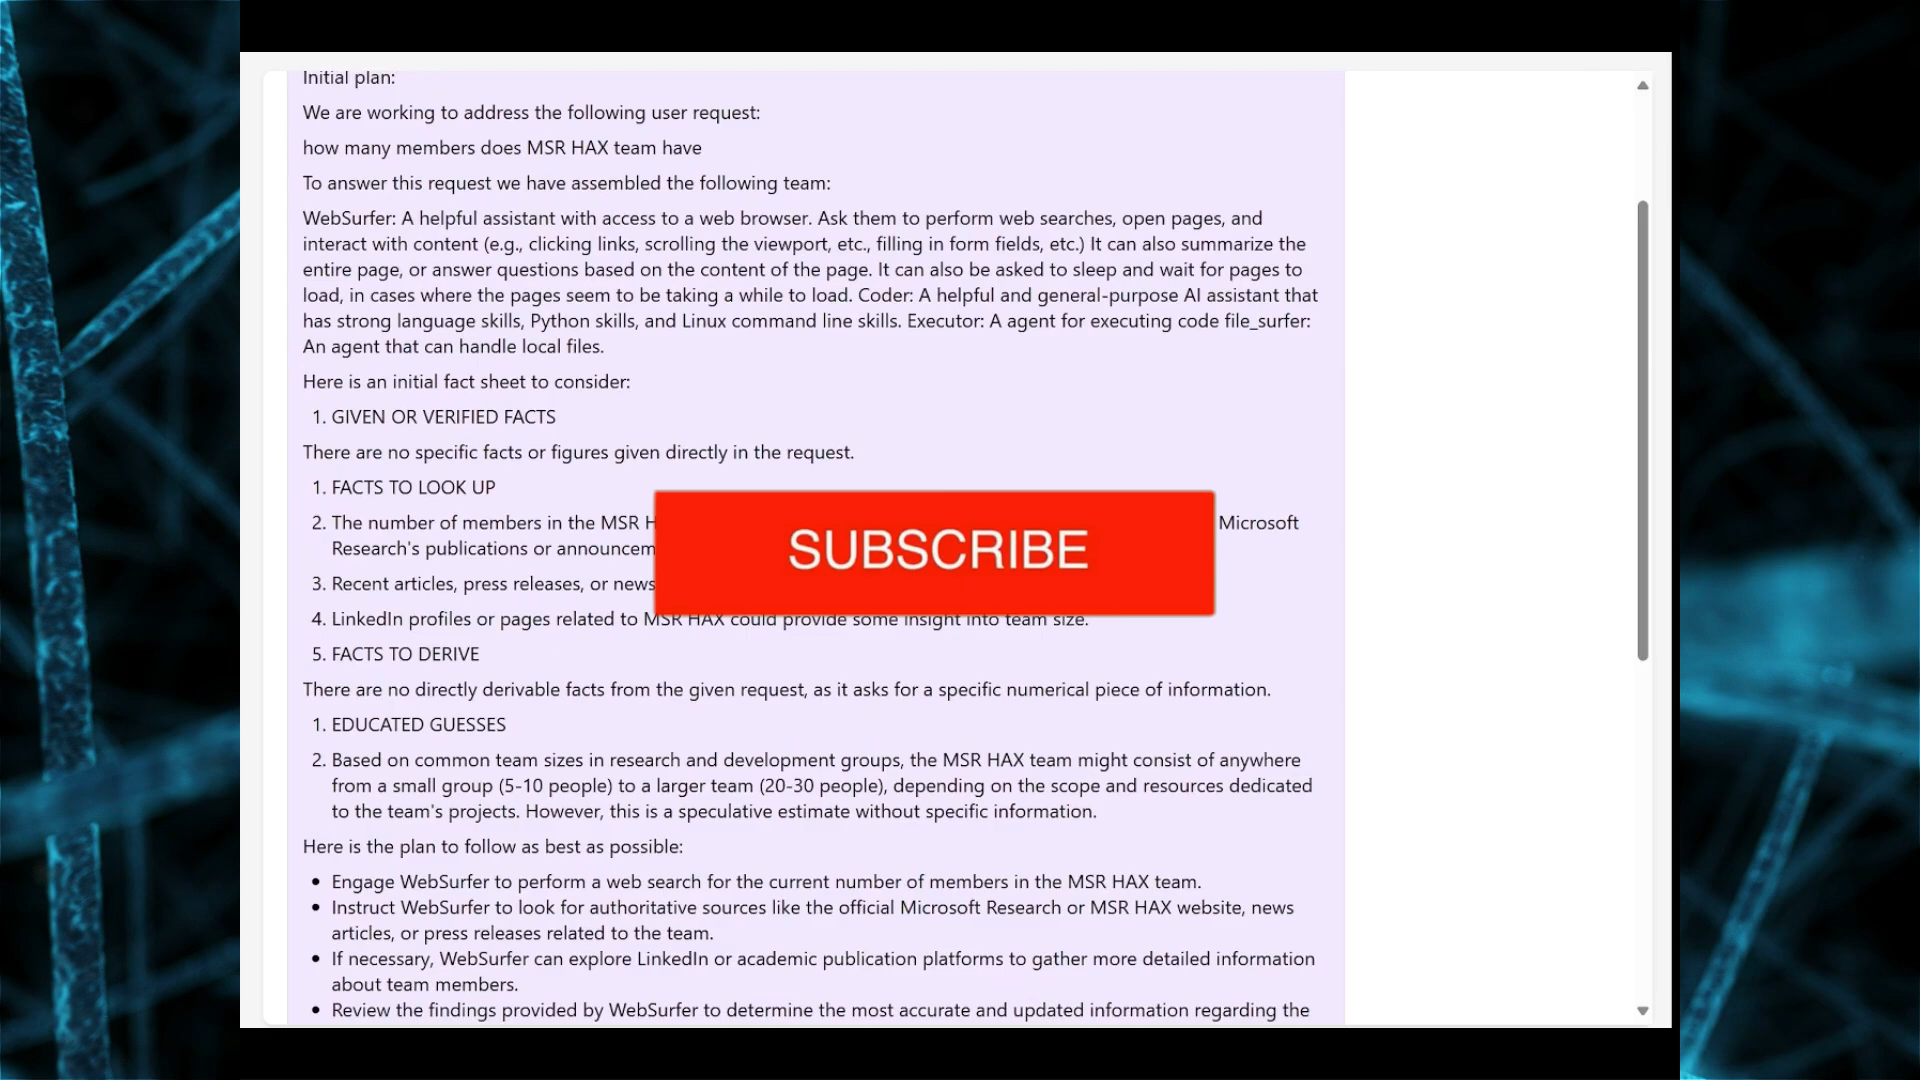 Initial plan:
We are working to address the following user request:
how many members does MSR HAX team have
To answer this request we have assembled the following team:
WebSurfer: A helpful assistant with access to a web browser. Ask them to perform web searches, open pages, and
interact with content (e.g., clicking links, scrolling the viewport, etc., filling in form fields, etc.) It can also summarize the
entire page, or answer questions based on the content of the page. It can also be asked to sleep and wait for pages to
load, in cases where the pages seem to be taking a while to load. Coder: A helpful and general-purpose AI assistant that
has strong language skills, Python skills, and Linux command line skills. Executor: A agent for executing code file_surfer:
An agent that can handle local files.
Here is an initial fact sheet to consider:
1. GIVEN OR VERIFIED FACTS
There are no specific facts or figures given directly in the request.
1. FACTS TO LOOK UP
2. The number of members in the MSR Microsoft
Research's publications or
3. Recent articles, press releases, or news
SUBSCRIBE
4. LinkedIn profiles or pages related to MSR HAX could provide some insight into team size.
5. FACTS TO DERIVE
There are no directly derivable facts from the given request, as it asks for a specific numerical piece of information.
1. EDUCATED GUESSES
2. Based on common team sizes in research and development groups, the MSR HAX team might consist of anywhere
from a small group (5-10 people) to a larger team (20-30 people), depending on the scope and resources dedicated
to the team's projects. However, this is a speculative estimate without specific information.
Here is the plan to follow as best as possible:
• Engage WebSurfer to perform a web search for the current number of members in the MSR HAX team.
• Instruct WebSurfer to look for authoritative sources like the official Microsoft Research or MSR HAX website, news
articles, or press releases related to the team.
• If necessary, WebSurfer can explore LinkedIn or academic publication platforms to gather more detailed information
about team members.
• Review the findings provided by WebSurfer to determine the most accurate and updated information regarding the